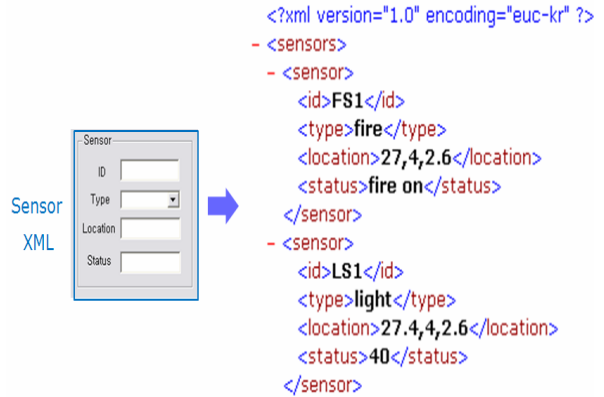 Sensor
XML
Sensor
ID
Type
Location
Status
<?xml version="1.0" encoding="euc-kr" ?>
- <sensors>
- <sensor>
<id>FS1</id>
<type>fire</type>
<location>27,4,2.6</location>
<status>fire on</status>
</sensor>
- <sensor>
<id>LS1</id>
<type>light</type>
<location>27.4,4,2.6</location>
<status>40</status>
</sensor>